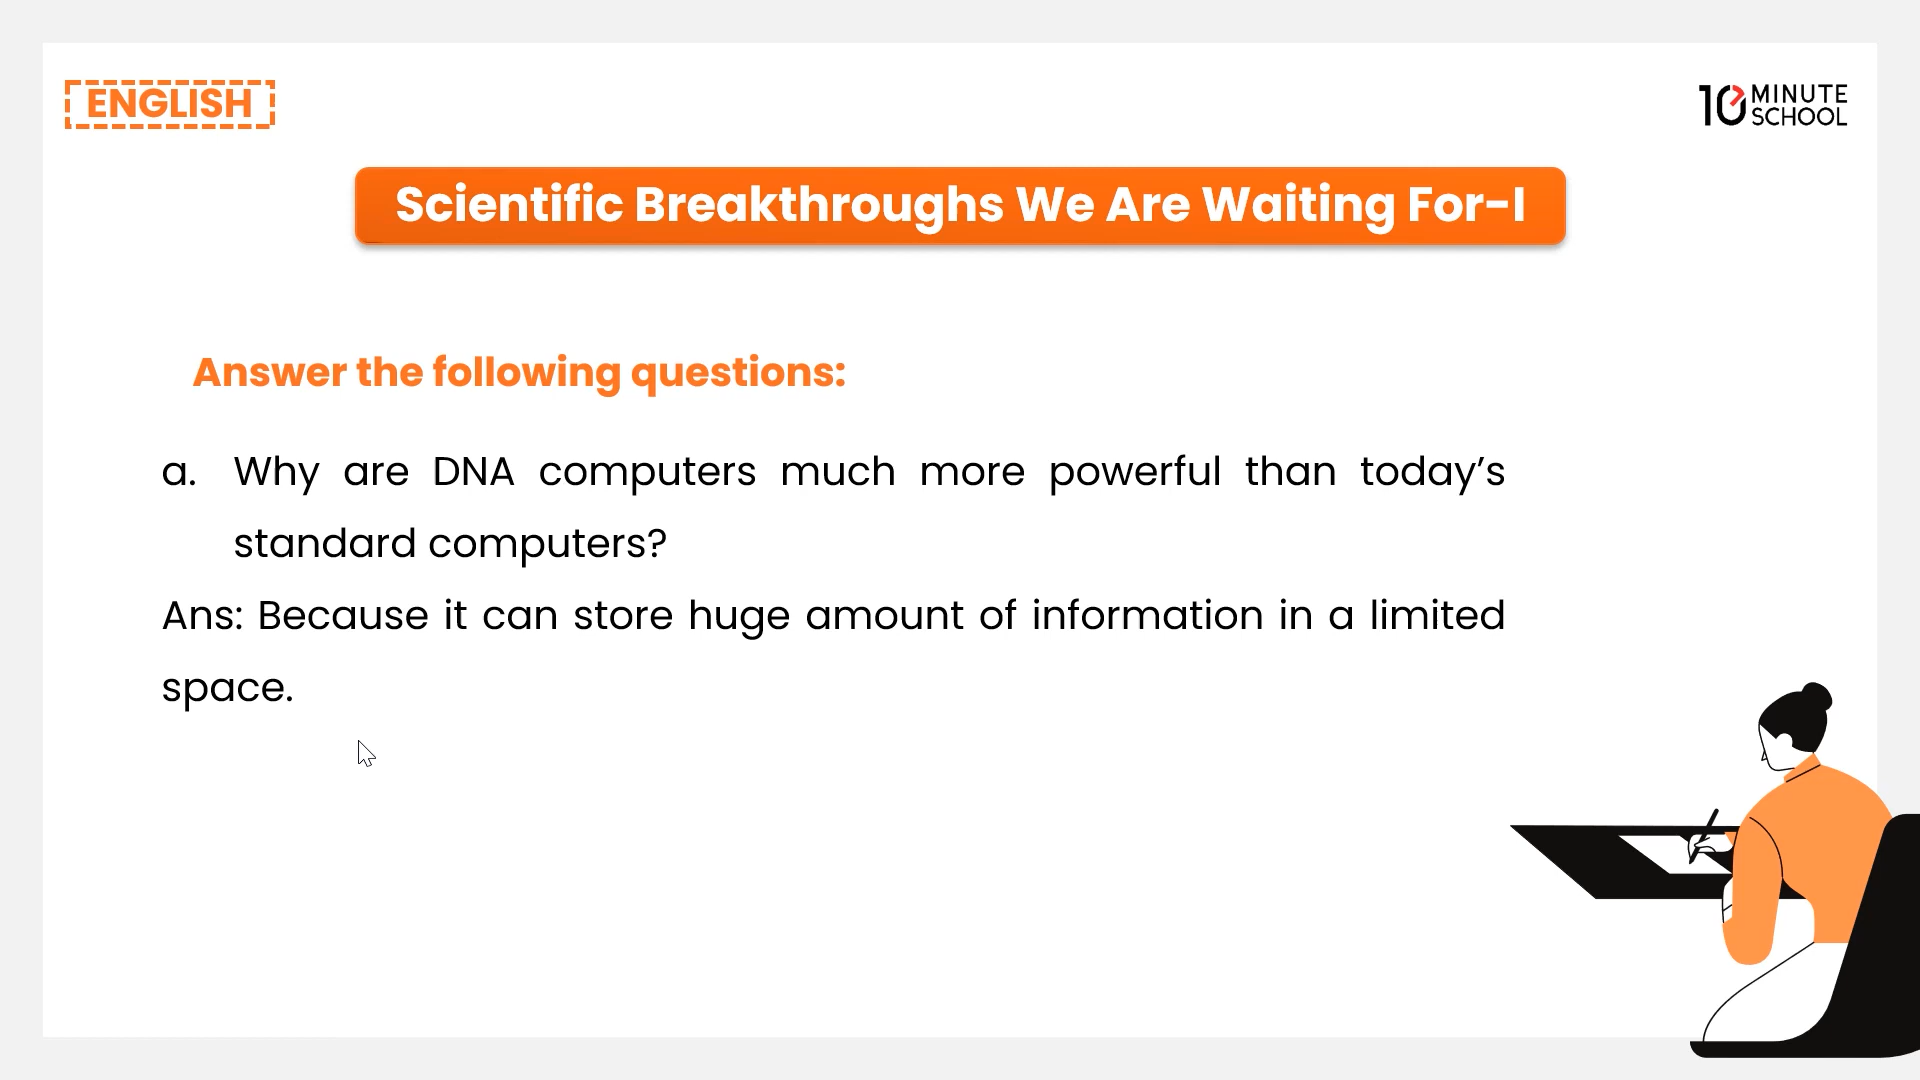 ENGLISH
10 MINUTE
SCHOOL
Scientific Breakthroughs We Are Waiting For-I
Answer the following questions:
a. Why are DNA computers much more powerful than today’s
standard computers?
Ans: Because it can store huge amount of information in a limited
space.